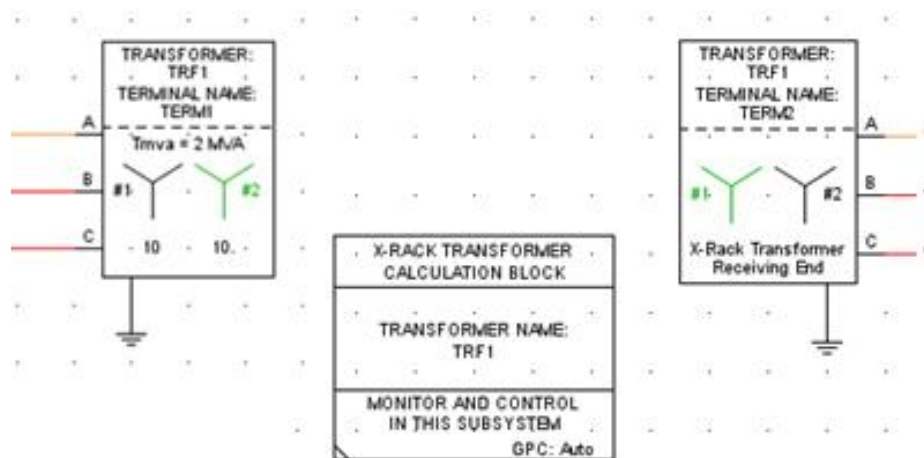 TRANSFORMER:
TRF1
TERMINAL NAME:
TERM1
A
Tmva = 2 MVA
B
#1
#2
C
10
10.
X-RACK TRANSFORMER
CALCULATION BLOCK
TRANSFORMER NAME:
TRF1
MONITOR AND CONTROL
IN THIS SUBSYSTEM
GPC: Auto
TRANSFORMER:
TRF1
TERMINAL NAME:
TERM2
A
#1
#2
B
X-Rack Transformer
Receiving End
C